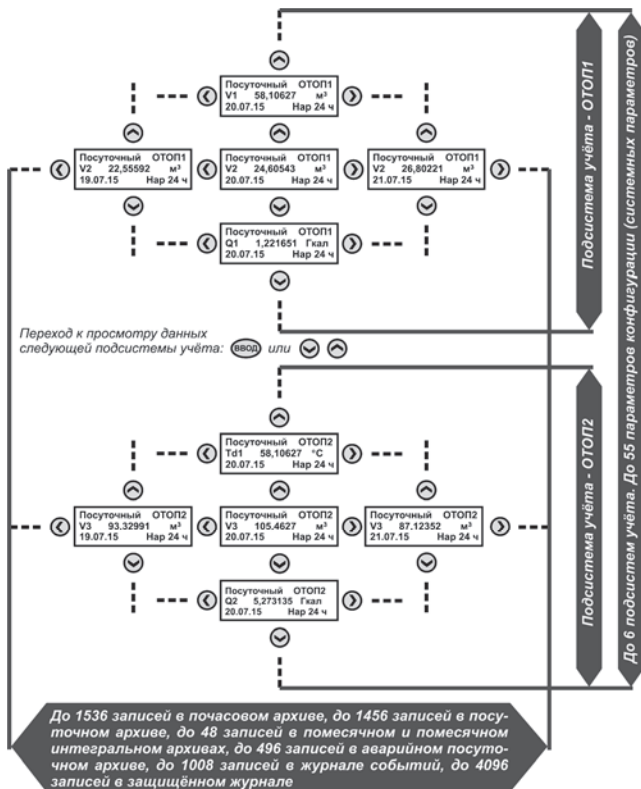 Посуточный ОТОП1
V1 58,10627 м³
20.07.15 Нар 24 ч
Посуточный ОТОП1
V2 22,55592 м³
19.07.15 Нар 24 ч
Посуточный ОТОП1
V2 24,60543 м³
20.07.15 Нар 24 ч
Посуточный ОТОП1
V2 26,80221 м³
21.07.15 Нар 24 ч
Посуточный ОТОП1
Q1 1,221651 Гкал
20.07.15 Нар 24 ч
Переход к просмотру данных
следующей подсистемы учёта: ВВОД или
Посуточный ОТОП2
Td1 58,10627 °C
20.07.15 Нар 24 ч
Посуточный ОТОП2
V3 93,32991 м³
19.07.15 Нар 24 ч
Посуточный ОТОП2
V3 105,4627 м³
20.07.15 Нар 24 ч
Посуточный ОТОП2
V3 87,12352 м³
21.07.15 Нар 24 ч
Посуточный ОТОП2
Q2 5,273135 Гкал
20.07.15 Нар 24 ч
Подсистема учёта - ОТОП1
Подсистема учёта - ОТОП2
До 6 подсистем учёта. До 55 параметров конфигурации (системных параметров)
До 1536 записей в почасовом архиве, до 1456 записей в посу-
точном архиве, до 48 записей в помесячном и помесячном
интегральном архивах, до 496 записей в аварийном посуто-
чном архиве, до 1008 записей в журнале событий, до 4096
записей в защищённом журнале